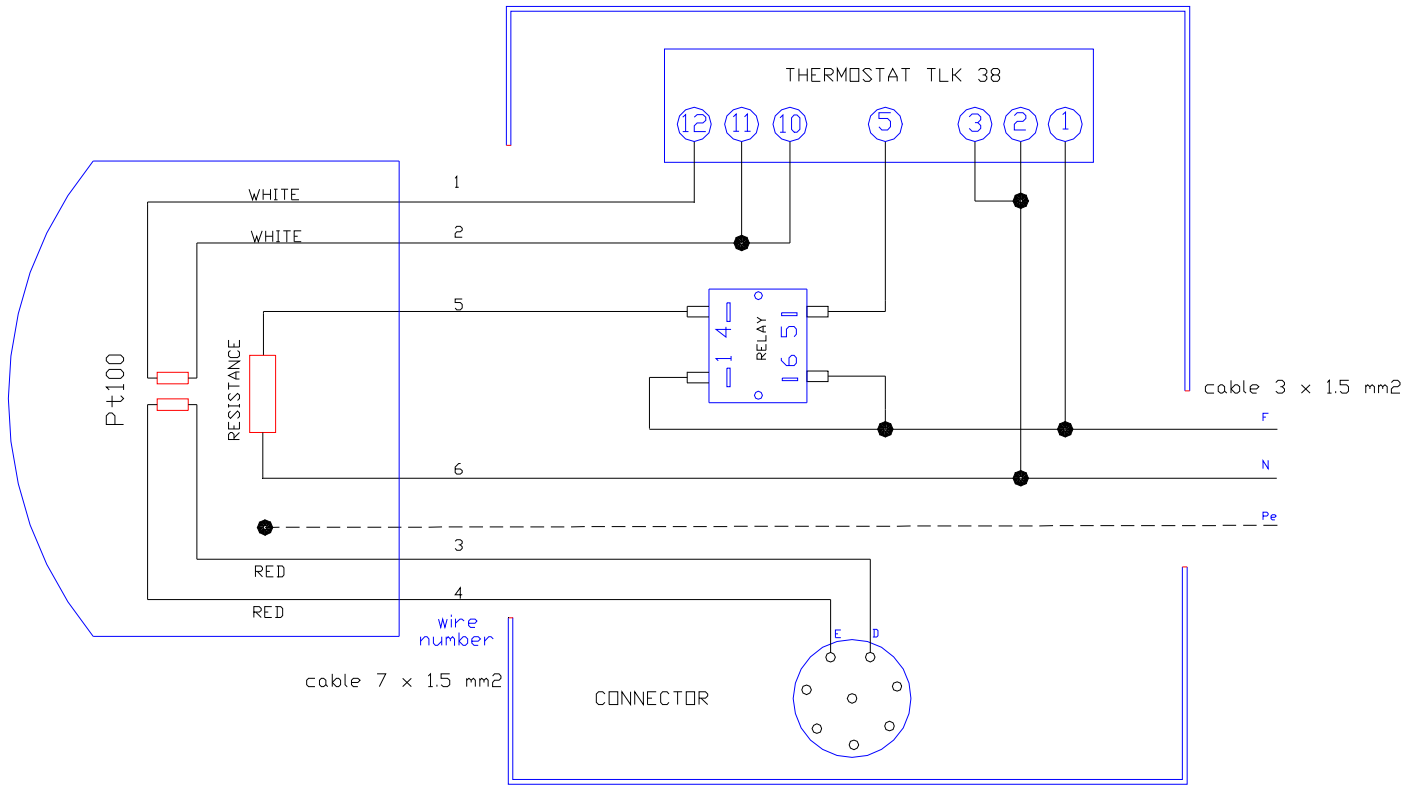 THERMOSTAT TLK 38
12 11 10 5 3 2 1
WHITE
1
WHITE
2
5
RELAY
1 4
6 5
Pt100
RESISTANCE
cable 3 x 1.5 mm2
F
6
N
Pe
3
RED
4
RED
wire
number
E D
cable 7 x 1.5 mm2
CONNECTOR